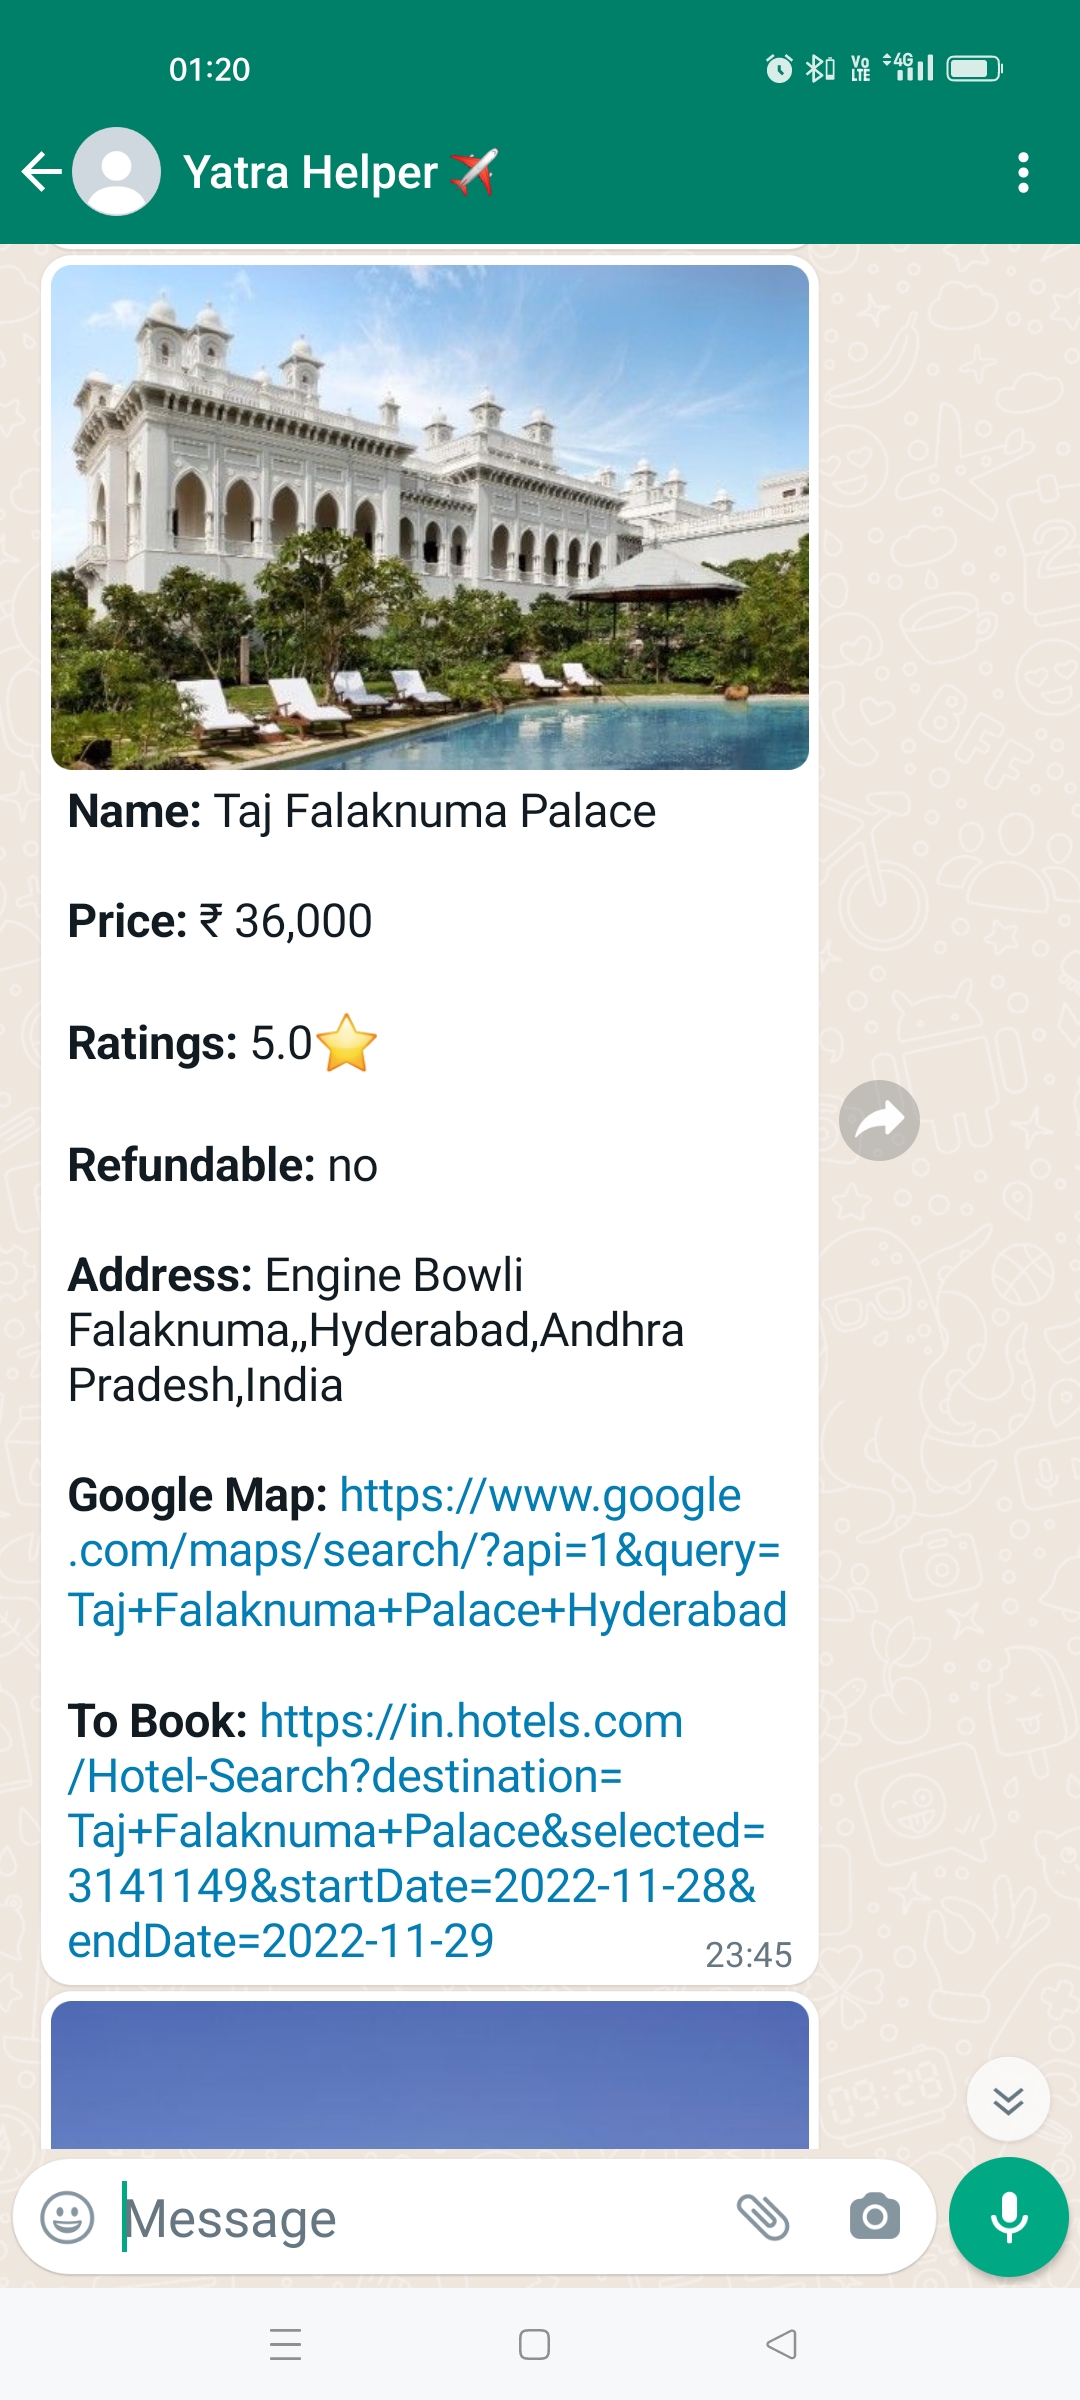 01:20
Vo
LTE
4G
Yatra Helper ✈️
Name: Taj Falaknuma Palace
Price: ₹ 36,000
Ratings: 5.0⭐
Refundable: no
Address: Engine Bowli
Falaknuma,,Hyderabad,Andhra
Pradesh,India
Google Map: https://www.google
.com/maps/search/?api=1&query=
Taj+Falaknuma+Palace+Hyderabad
To Book: https://in.hotels.com
/Hotel-Search?destination=
Taj+Falaknuma+Palace&selected=
3141149&startDate=2022-11-28&
endDate=2022-11-29
23:45
Message